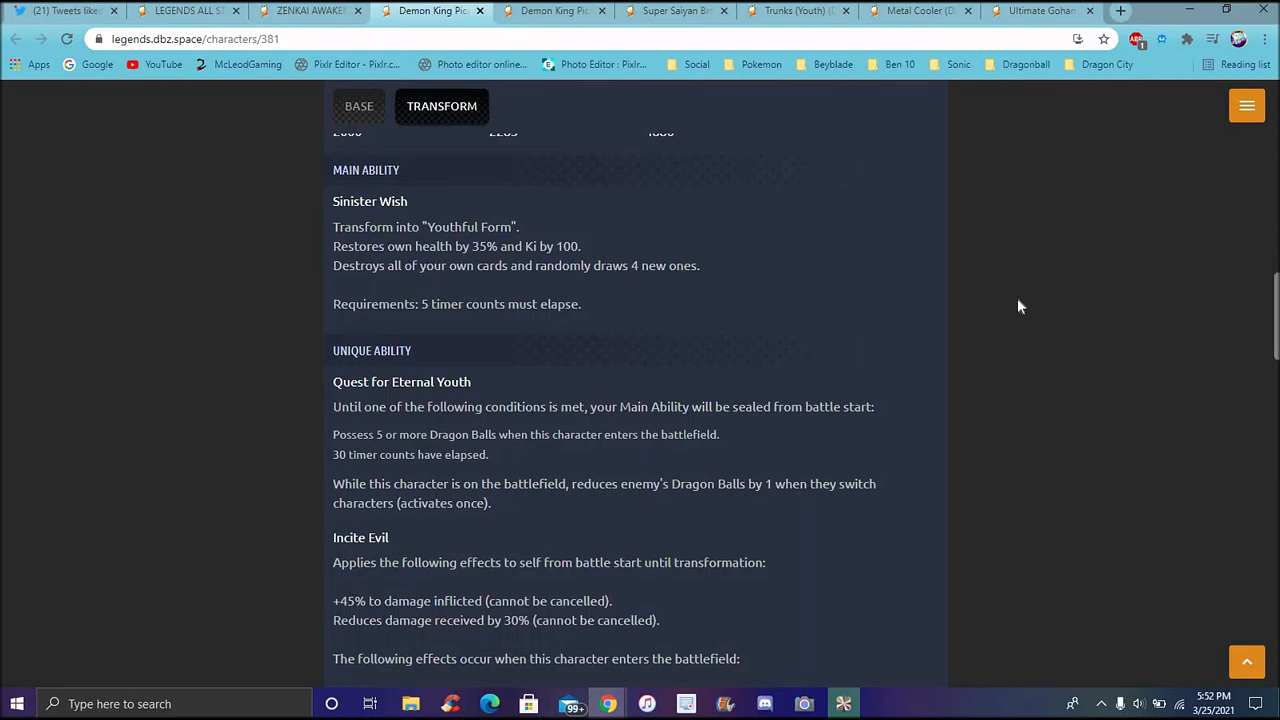 (21) Tweets liked
LEGENDS ALL ST
ZENKAI AWAKEN
Demon King Pic
Demon King Pic
Super Saiyan Br
Trunks (Youth) (D
Metal Cooler (D
Ultimate Gohan
legends.dbz.space/characters/381
Apps
Google
YouTube
McLeodGaming
Pixlr Editor - Pixlr.c...
Photo editor online...
Photo Editor : Pixlr...
Social
Pokemon
Beyblade
Ben 10
Sonic
Dragonball
Dragon City
Reading list
BASE
TRANSFORM
MAIN ABILITY
Sinister Wish
Transform into "Youthful Form".
Restores own health by 35% and Ki by 100.
Destroys all of your own cards and randomly draws 4 new ones.
Requirements: 5 timer counts must elapse.
UNIQUE ABILITY
Quest for Eternal Youth
Until one of the following conditions is met, your Main Ability will be sealed from battle start:
Possess 5 or more Dragon Balls when this character enters the battlefield.
30 timer counts have elapsed.
While this character is on the battlefield, reduces enemy's Dragon Balls by 1 when they switch
characters (activates once).
Incite Evil
Applies the following effects to self from battle start until transformation:
+45% to damage inflicted (cannot be cancelled).
Reduces damage received by 30% (cannot be cancelled).
The following effects occur when this character enters the battlefield:
Type here to search
99+
5:52 PM
3/25/2021